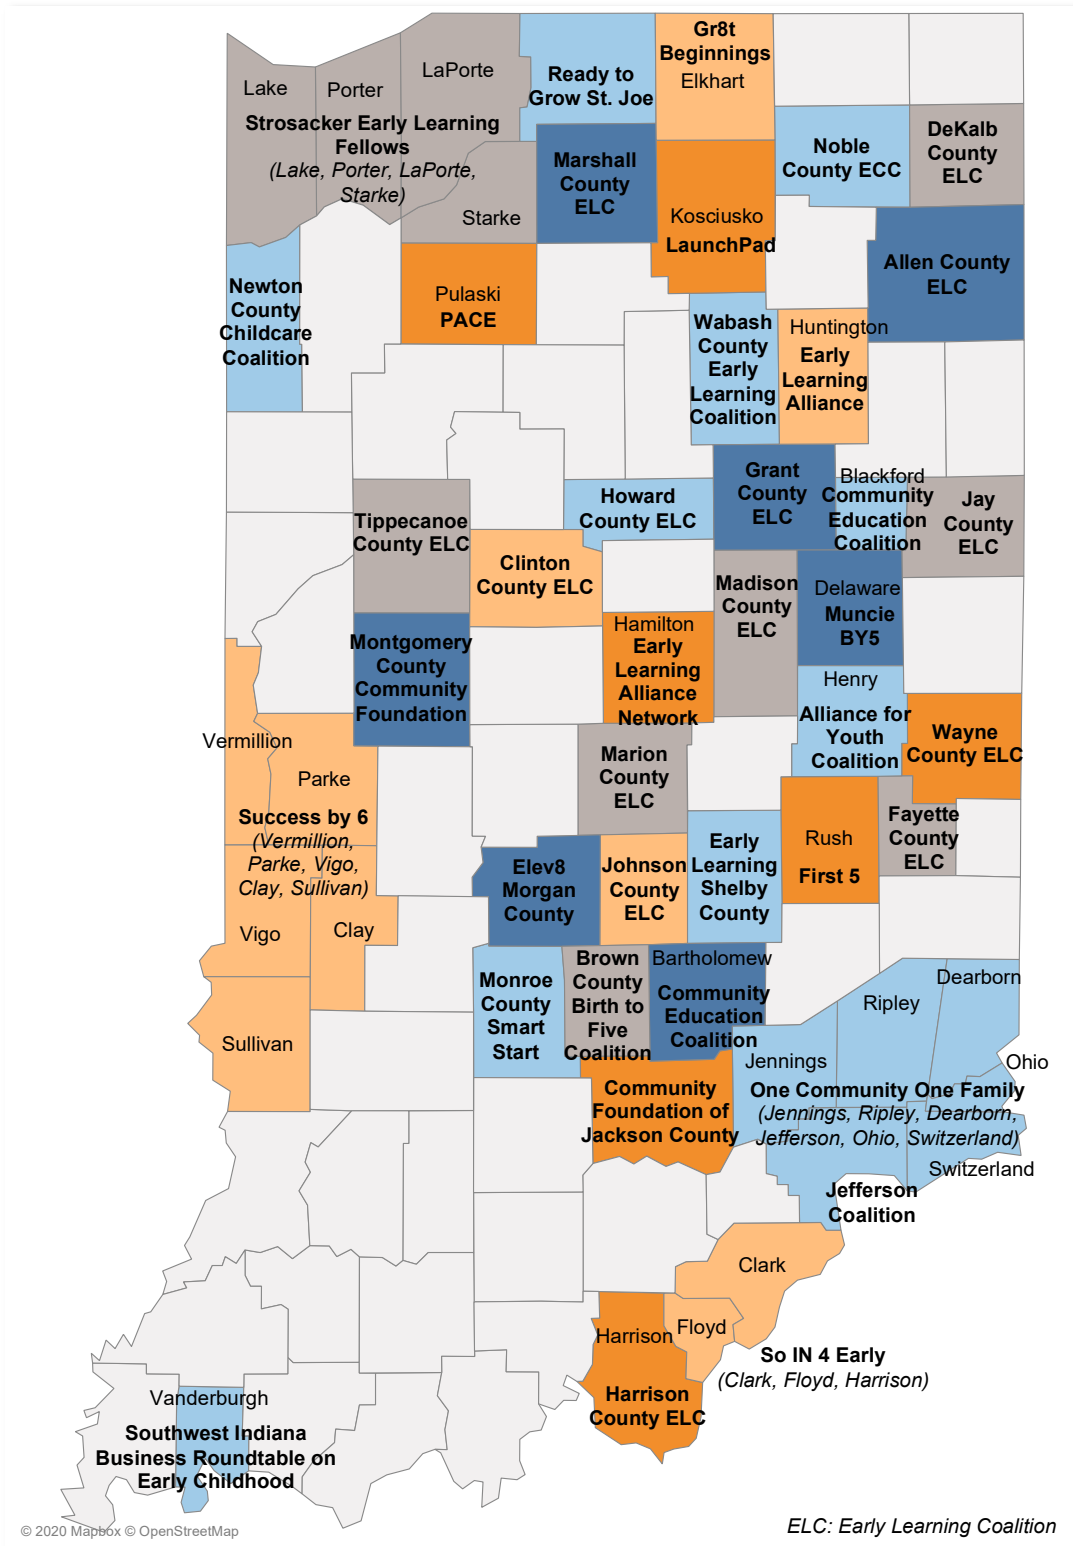 Lake
Porter
LaPorte
Strosacker Early Learning
Fellows
(Lake, Porter, LaPorte,
Starke)
Starke
Ready to
Grow St. Joe
Gr8t
Beginnings
Elkhart
Marshall
County
ELC
Kosciusko
LaunchPad
Noble
County ECC
DeKalb
County
ELC
Allen County
ELC
Newton
County
Childcare
Coalition
Pulaski
PACE
Wabash
County
Early
Learning
Coalition
Huntington
Early
Learning
Alliance
Grant
County
ELC
Blackford
Community
Education
Coalition
Jay
County
ELC
Howard
County ELC
Tippecanoe
County ELC
Clinton
County ELC
Madison
County
ELC
Delaware
Muncie
BY5
Hamilton
Early
Learning
Alliance
Network
Montgomery
County
Community
Foundation
Henry
Alliance for
Youth
Coalition
Wayne
County ELC
Vermillion
Parke
Success by 6
(Vermillion,
Parke, Vigo,
Clay, Sullivan)
Vigo
Clay
Sullivan
Marion
County
ELC
Rush
First 5
Fayette
County
ELC
Elev8
Morgan
County
Johnson
County
ELC
Early
Learning
Shelby
County
Monroe
County
Smart
Start
Brown
County
Birth to
Five
Coalition
Bartholomew
Community
Education
Coalition
Dearborn
Ripley
Jennings
Ohio
One Community One Family
(Jennings, Ripley, Dearborn,
Jefferson, Ohio, Switzerland)
Switzerland
Jefferson
Coalition
Community
Foundation of
Jackson County
Clark
Floyd
Harrison
So IN 4 Early
(Clark, Floyd, Harrison)
Harrison
County ELC
Vanderburgh
Southwest Indiana
Business Roundtable on
Early Childhood
© 2020 Mapbox © OpenStreetMap
ELC: Early Learning Coalition